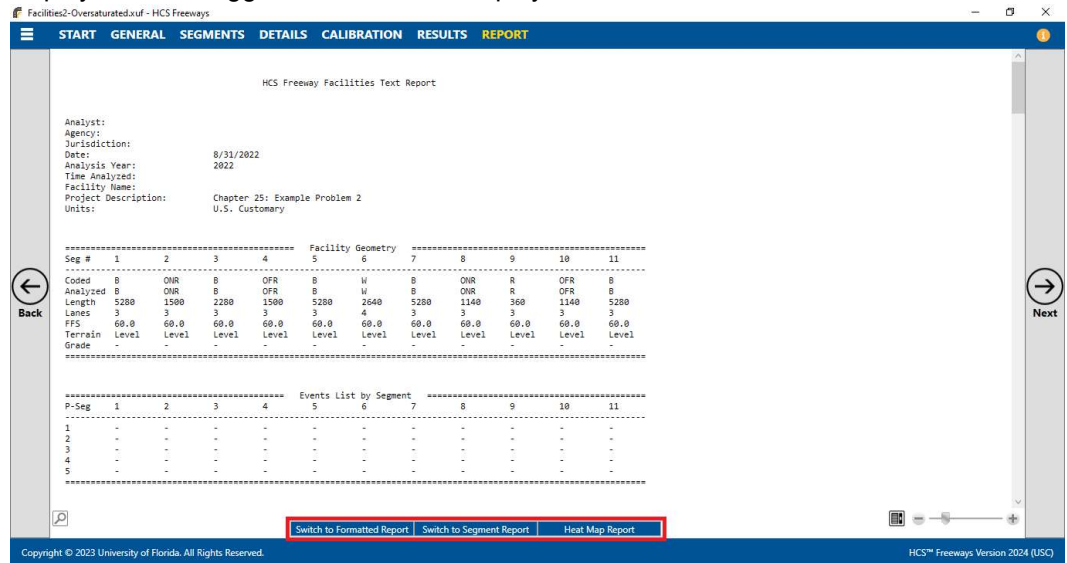 Facilities2-Oversaturated.xuf - HCS Freeways
START GENERAL SEGMENTS DETAILS CALIBRATION RESULTS REPORT
HCS Freeway Facilities Text Report
Analyst:
Agency:
Jurisdiction:
Date: 8/31/2022
Analysis Year: 2022
Time Analyzed:
Facility Name:
Project Description: Chapter 25: Example Problem 2
Units: U.S. Customary
============================================ Facility Geometry =============================================
Seg # 1 2 3 4 5 6 7 8 9 10 11
Coded B ONR B OFR B W B ONR R OFR B
Analyzed B ONR B OFR B W B ONR R OFR B
Length 5280 1500 2280 1500 5280 2640 5280 1140 360 1140 5280
Lanes 3 3 3 3 3 4 3 3 3 3 3
FFS 60.0 60.0 60.0 60.0 60.0 60.0 60.0 60.0 60.0 60.0 60.0
Terrain Level Level Level Level Level Level Level Level Level Level Level
Grade - - - - - - - - - - -
========================================== Events List by Segment ==========================================
P-Seg 1 2 3 4 5 6 7 8 9 10 11
1 - - - - - - - - - - -
2 - - - - - - - - - - -
3 - - - - - - - - - - -
4 - - - - - - - - - - -
5 - - - - - - - - - - -
Back
Next
Switch to Formatted Report Switch to Segment Report Heat Map Report
Copyright © 2023 University of Florida. All Rights Reserved. HCS™ Freeways Version 2024 (USC)